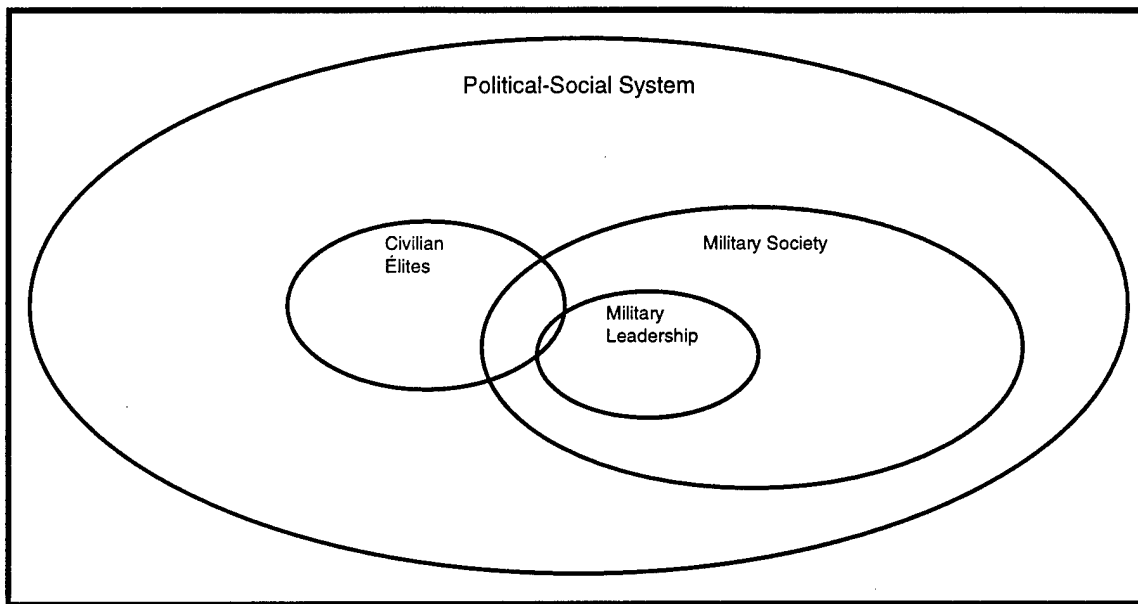 Political-Social System
Civilian
Élites
Military Society
Military
Leadership